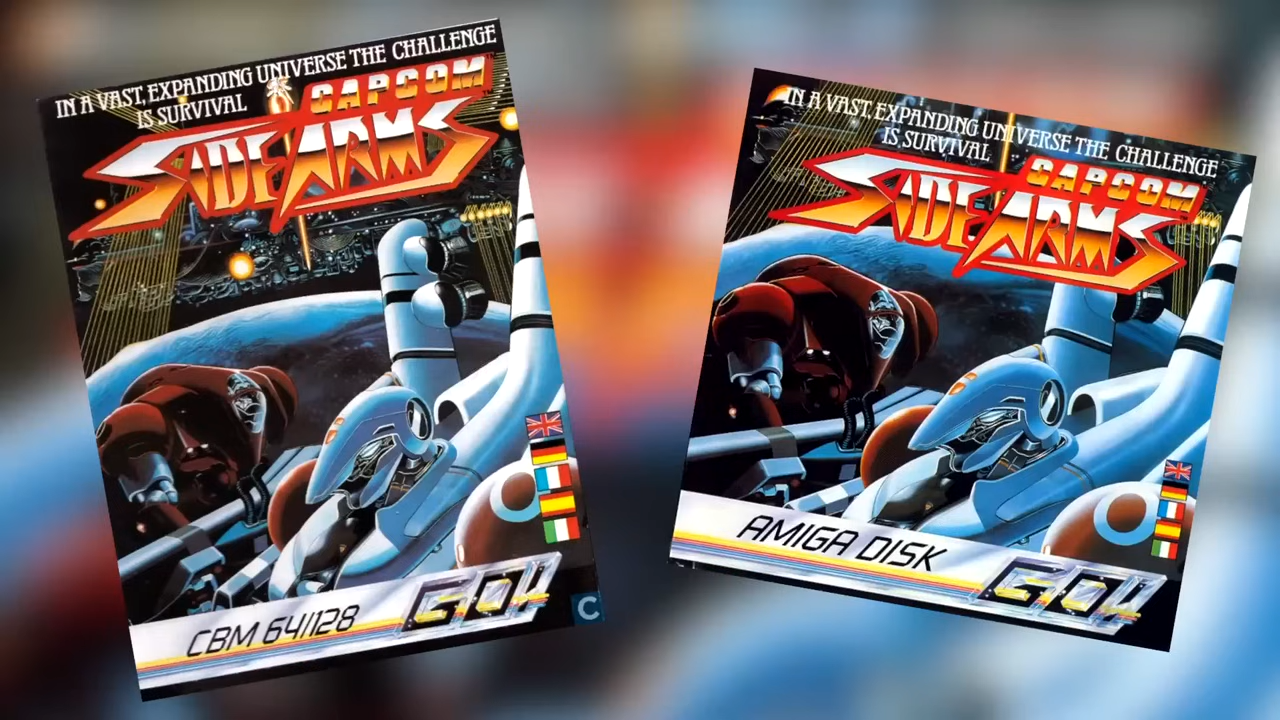 IN A VAST, EXPANDING UNIVERSE THE CHALLENGE
IS SURVIVAL
CAPCOM
SIDE ARMS
CBM 64/128
GO!!
C
IN A VAST, EXPANDING UNIVERSE THE CHALLENGE
IS SURVIVAL
CAPCOM
SIDE ARMS
AMIGA DISK
GO!!